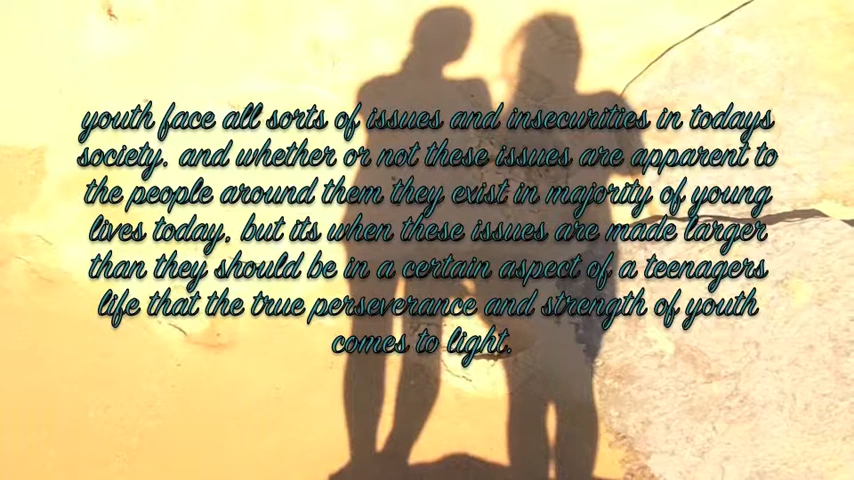 youth face all sorts of issues and insecurities in todays
society. and whether or not these issues are apparent to
the people around them they exist in majority of young
lives today. but its when these issues are made larger
than they should be in a certain aspect of a teenagers
life that the true perseverance and strength of youth
comes to light.